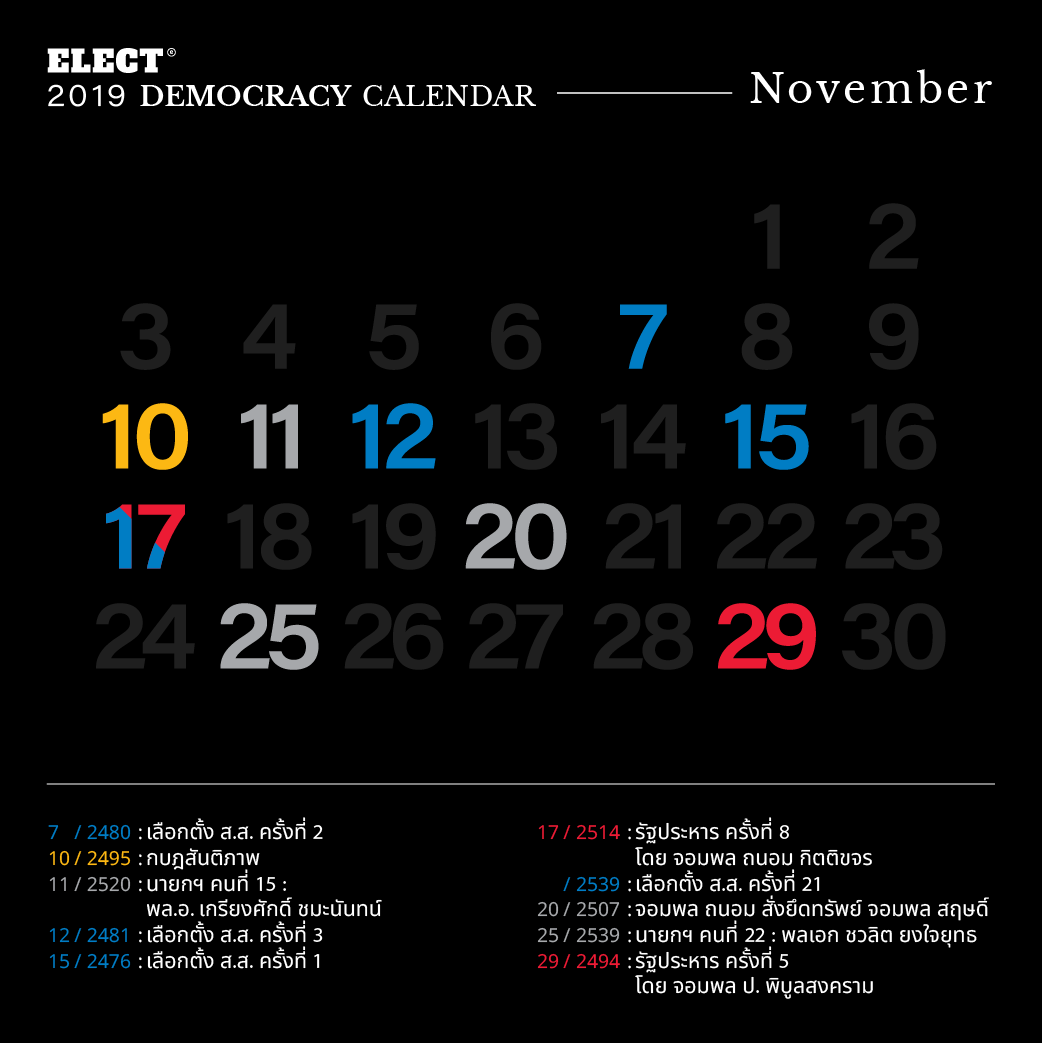 ELECT©
2019 DEMOCRACY CALENDAR
November
1 2
3 4 5 6 7 8 9
10 11 12 13 14 15 16
17 18 19 20 21 22 23
24 25 26 27 28 29 30
7 / 2480 : เลือกตั้ง ส.ส. ครั้งที่ 2
10 / 2495 : กบฎสันติภาพ
11 / 2520 : นายกฯ คนที่ 15 :
พล.อ. เกรียงศักดิ์ ชมะนันทน์
12 / 2481 : เลือกตั้ง ส.ส. ครั้งที่ 3
15 / 2476 : เลือกตั้ง ส.ส. ครั้งที่ 1
17 / 2514 : รัฐประหาร ครั้งที่ 8
โดย จอมพล ถนอม กิตติขจร
/ 2539 : เลือกตั้ง ส.ส. ครั้งที่ 21
20 / 2507 : จอมพล ถนอม สั่งยึดทรัพย์ จอมพล สฤษดิ์
25 / 2539 : นายกฯ คนที่ 22 : พลเอก ชวลิต ยงใจยุทธ
29 / 2494 : รัฐประหาร ครั้งที่ 5
โดย จอมพล ป. พิบูลสงคราม